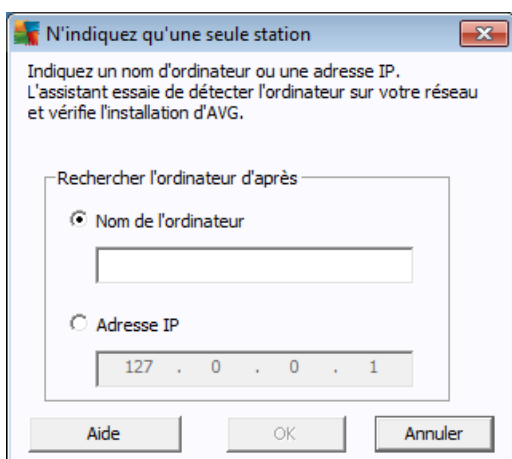 N'indiquez qu'une seule station
Indiquez un nom d'ordinateur ou une adresse IP.
L'assistant essaie de détecter l'ordinateur sur votre réseau
et vérifie l'installation d'AVG.
Rechercher l'ordinateur d'après
Nom de l'ordinateur
Adresse IP
127 . 0 . 0 . 1
Aide OK Annuler